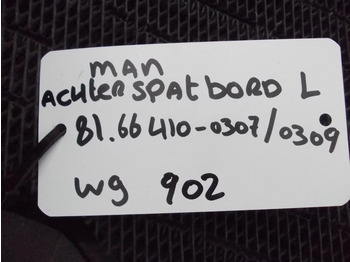 MAN
ACHTER SPATBORD L
81.66410-0307/0309
wg 902